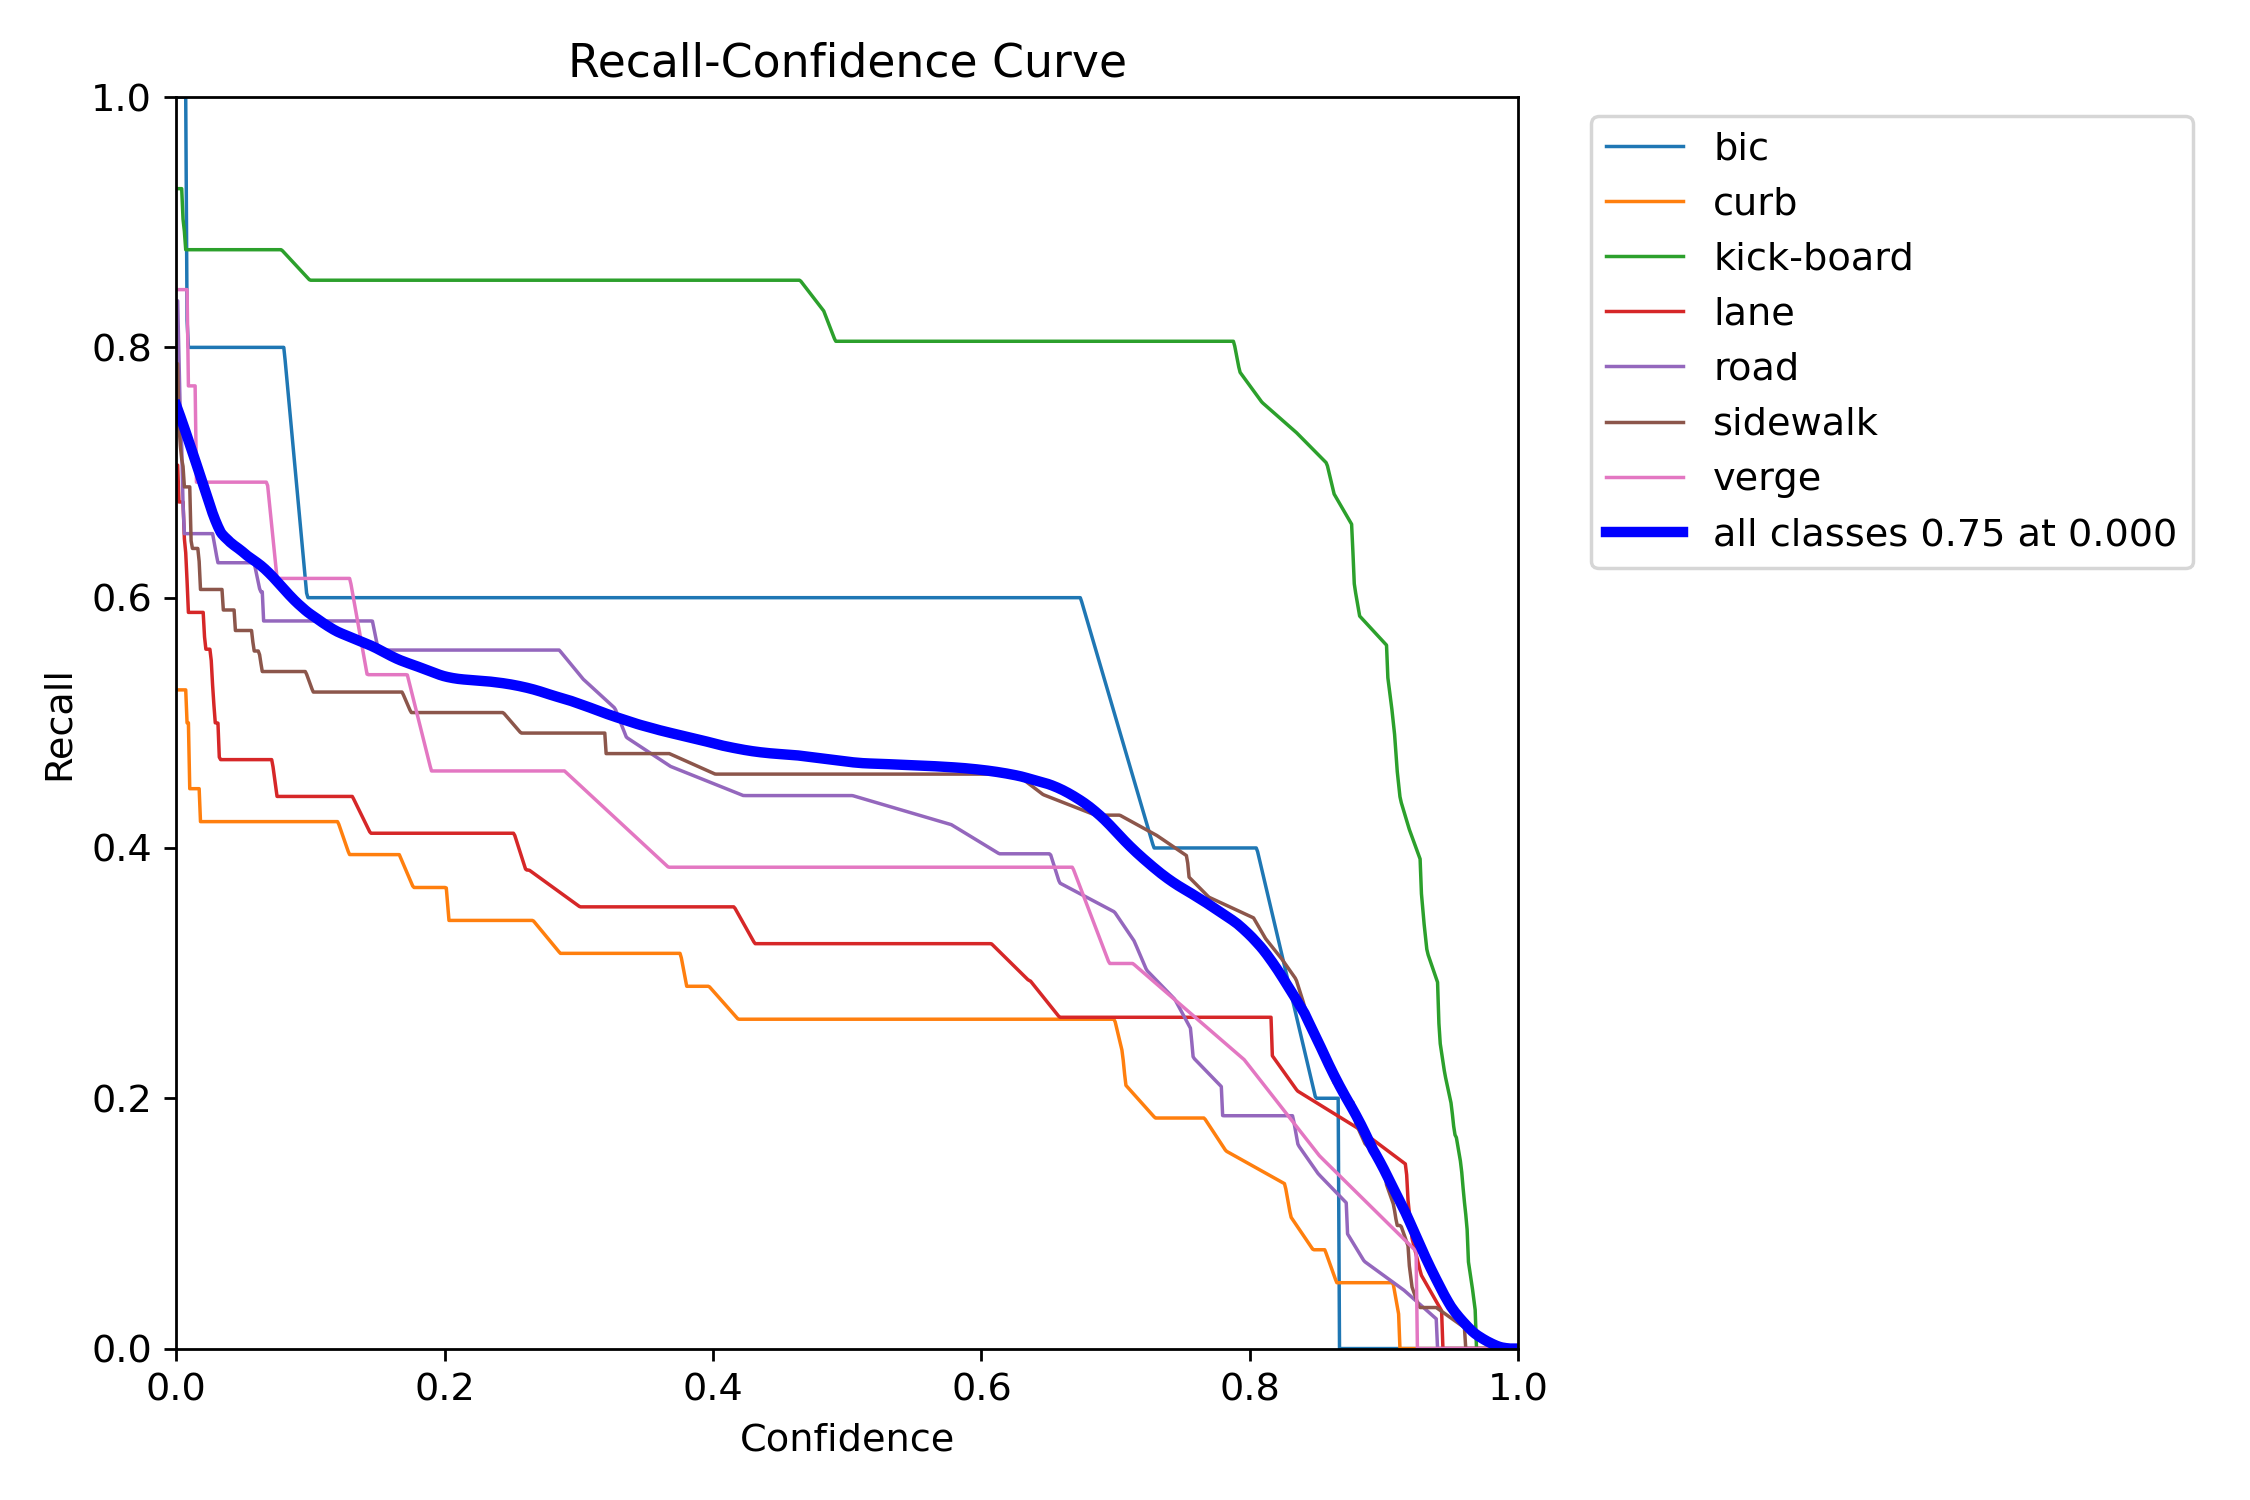 Recall-Confidence Curve
1.0
0.8
0.6
0.4
0.2
0.0
Recall
0.0 0.2 0.4 0.6 0.8 1.0
Confidence
bic
curb
kick-board
lane
road
sidewalk
verge
all classes 0.75 at 0.000